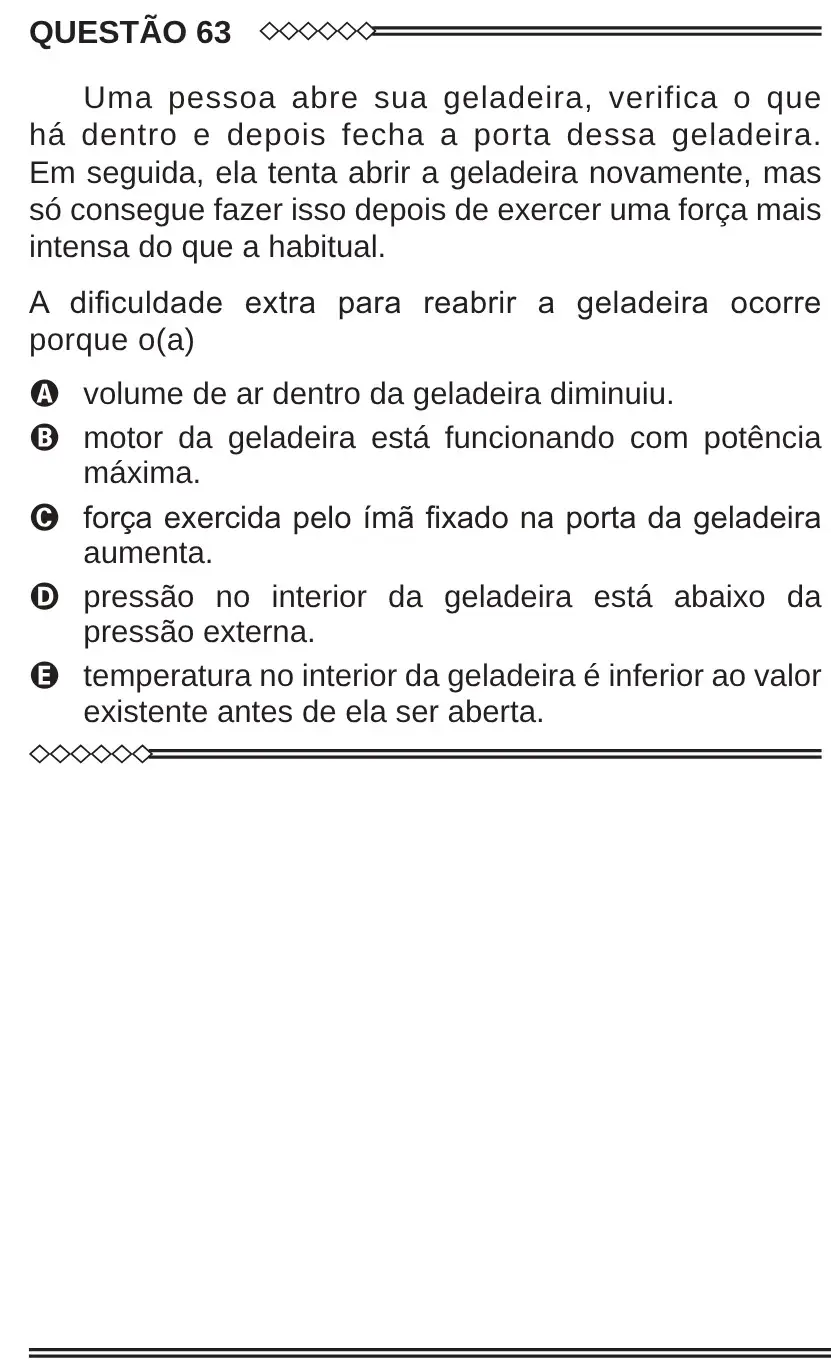 QUESTÃO 63
Uma pessoa abre sua geladeira, verifica o que
há dentro e depois fecha a porta dessa geladeira.
Em seguida, ela tenta abrir a geladeira novamente, mas
só consegue fazer isso depois de exercer uma força mais
intensa do que a habitual.
A dificuldade extra para reabrir a geladeira ocorre
porque o(a)
A volume de ar dentro da geladeira diminuiu.
B motor da geladeira está funcionando com potência
máxima.
C força exercida pelo ímã fixado na porta da geladeira
aumenta.
D pressão no interior da geladeira está abaixo da
pressão externa.
E temperatura no interior da geladeira é inferior ao valor
existente antes de ela ser aberta.